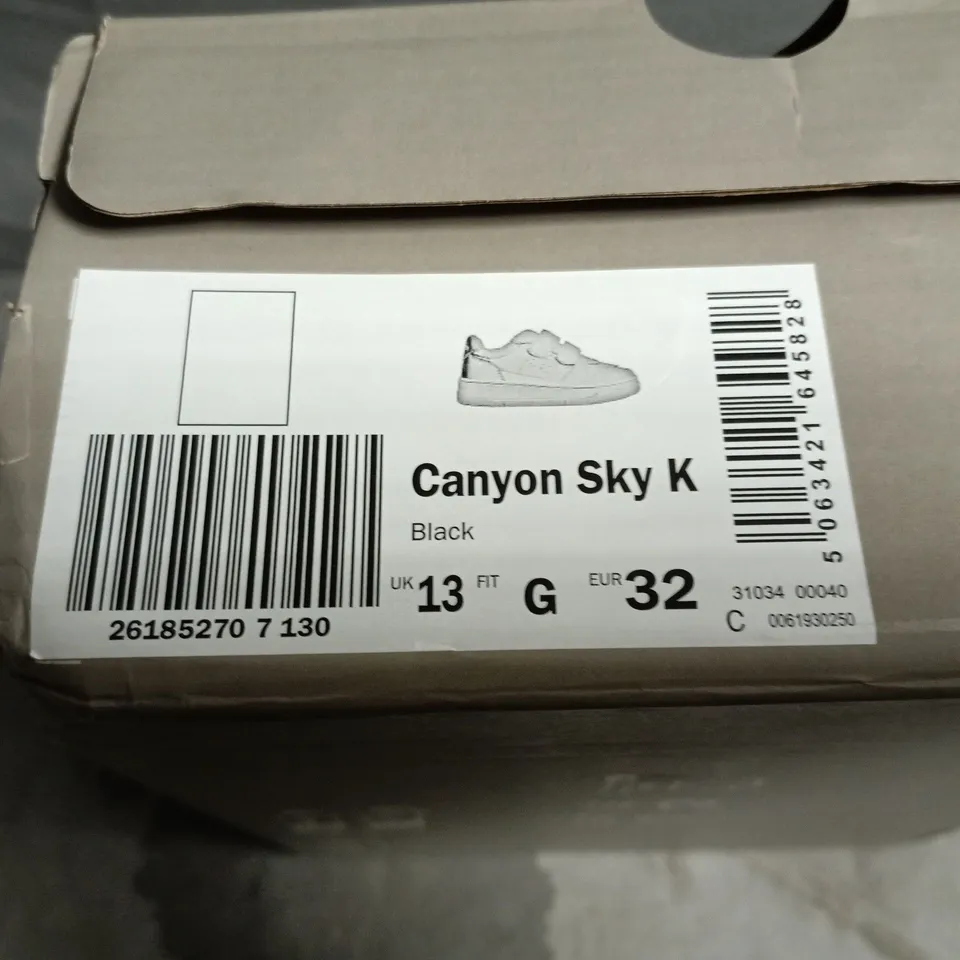 Canyon Sky K
Black
UK 13 FIT G EUR 32
26185270 7 130
5 063421 645828
31034 00040
C 0061930250